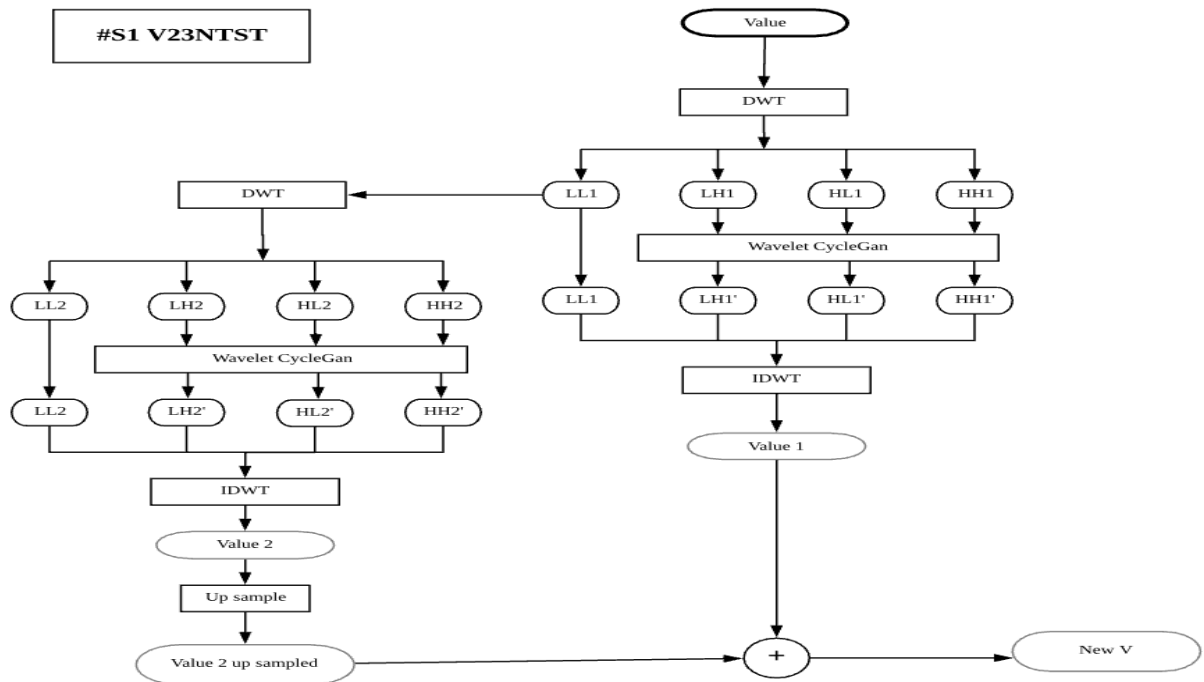 #S1 V23NTST
Value
DWT
LL1 LH1 HL1 HH1
DWT
Wavelet CycleGan
LL1 LH1' HL1' HH1'
LL2 LH2 HL2 HH2
Wavelet CycleGan
IDWT
LL2 LH2' HL2' HH2'
Value 1
IDWT
Value 2
Up sample
Value 2 up sampled
+
New V